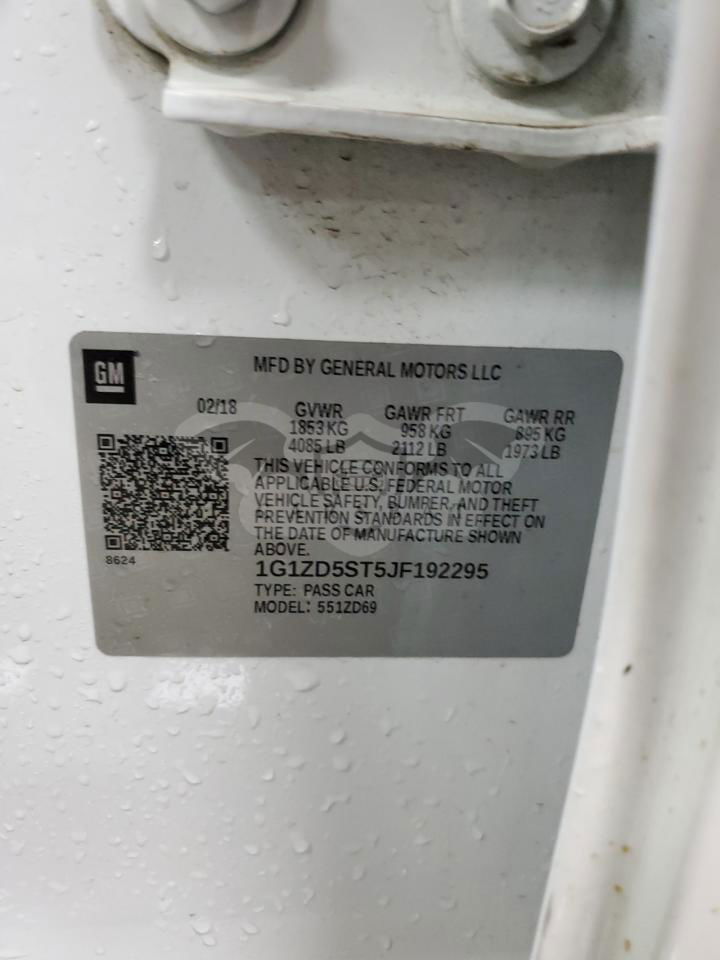 GM
MFD BY GENERAL MOTORS LLC
02/18 GVWR GAWR FRT GAWR RR
1853 KG 958 KG 895 KG
4085 LB 2112 LB 1973 LB
THIS VEHICLE CONFORMS TO ALL
APPLICABLE U.S. FEDERAL MOTOR
VEHICLE SAFETY, BUMPER, AND THEFT
PREVENTION STANDARDS IN EFFECT ON
THE DATE OF MANUFACTURE SHOWN
ABOVE.
8624
1G1ZD5ST5JF192295
TYPE: PASS CAR
MODEL: 551ZD69